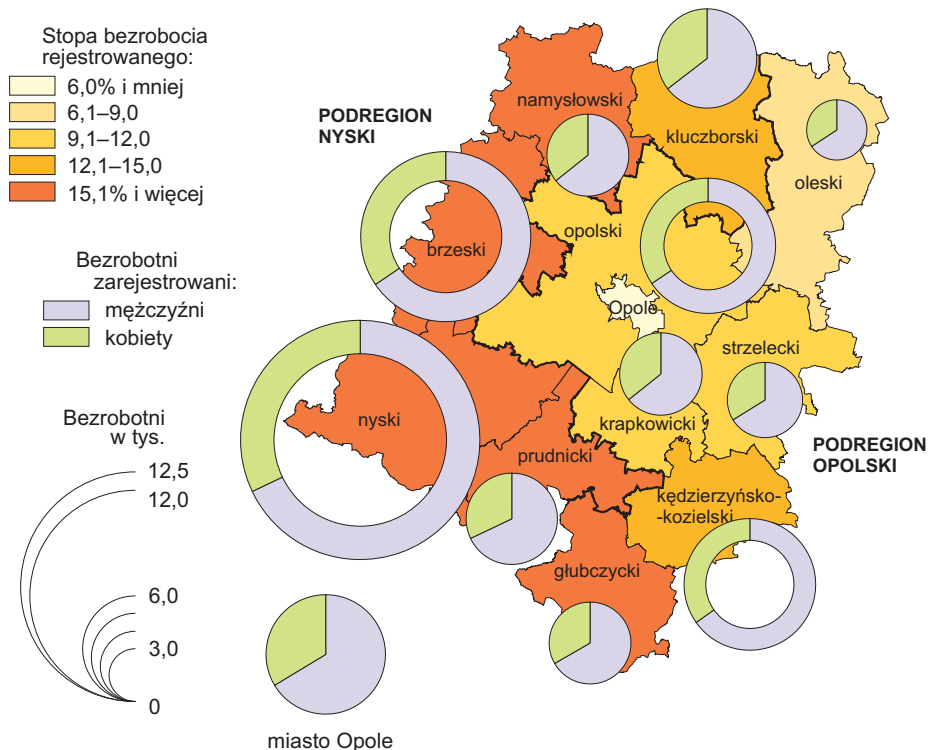 Stopa bezrobocia
rejestrowanego:
6,0% i mniej
6,1–9,0
9,1–12,0
12,1–15,0
15,1% i więcej
Bezrobotni
zarejestrowani:
mężczyźni
kobiety
Bezrobotni
w tys.
12,5
12,0
6,0
3,0
0
PODREGION
NYSKI
namysłowski
kluczborski
oleski
brzeski
opolski
Opole
strzelecki
nyski
krapkowicki
prudnicki
PODREGION
OPOLSKI
kędzierzyńsko-
-kozielski
głubczycki
miasto Opole